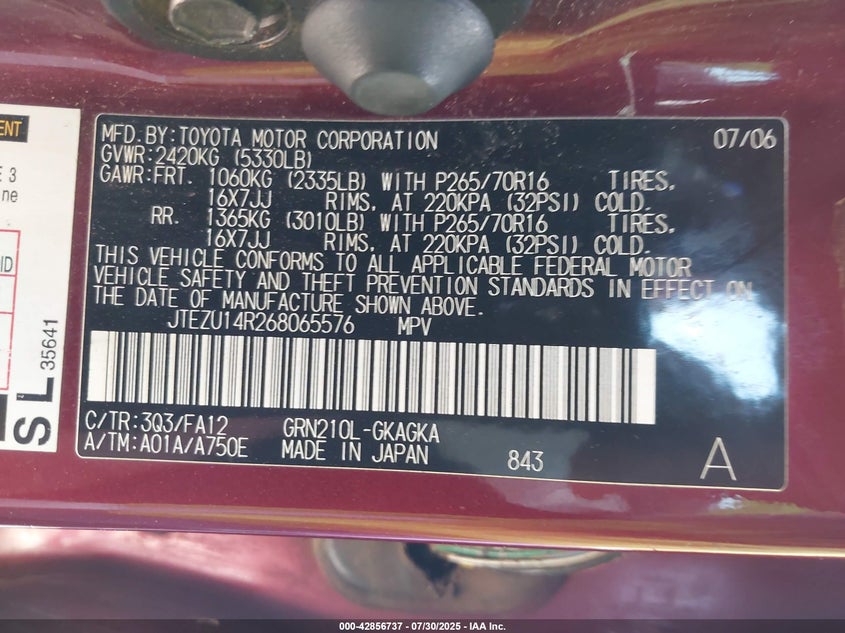 ENT
E 3
ne
ID
SL
35641
MFD.BY:TOYOTA MOTOR CORPORATION 07/06
GVWR:2420KG (5330LB)
GAWR:FRT. 1060KG (2335LB) WITH P265/70R16 TIRES.
16X7JJ RIMS. AT 220KPA (32PSI) COLD.
RR. 1365KG (3010LB) WITH P265/70R16 TIRES.
16X7JJ RIMS. AT 220KPA (32PSI) COLD.
THIS VEHICLE CONFORMS TO ALL APPLICABLE FEDERAL MOTOR
VEHICLE SAFETY AND THEFT PREVENTION STANDARDS IN EFFECT ON
THE DATE OF MANUFACTURE SHOWN ABOVE.
JTEZU14R268065576 MPV
C/TR:3Q3/FA12 GRN210L-GKAGKA
A/TM:A01A/A750E MADE IN JAPAN 843 A
000-42856737 - 07/30/2025 - IAA Inc.